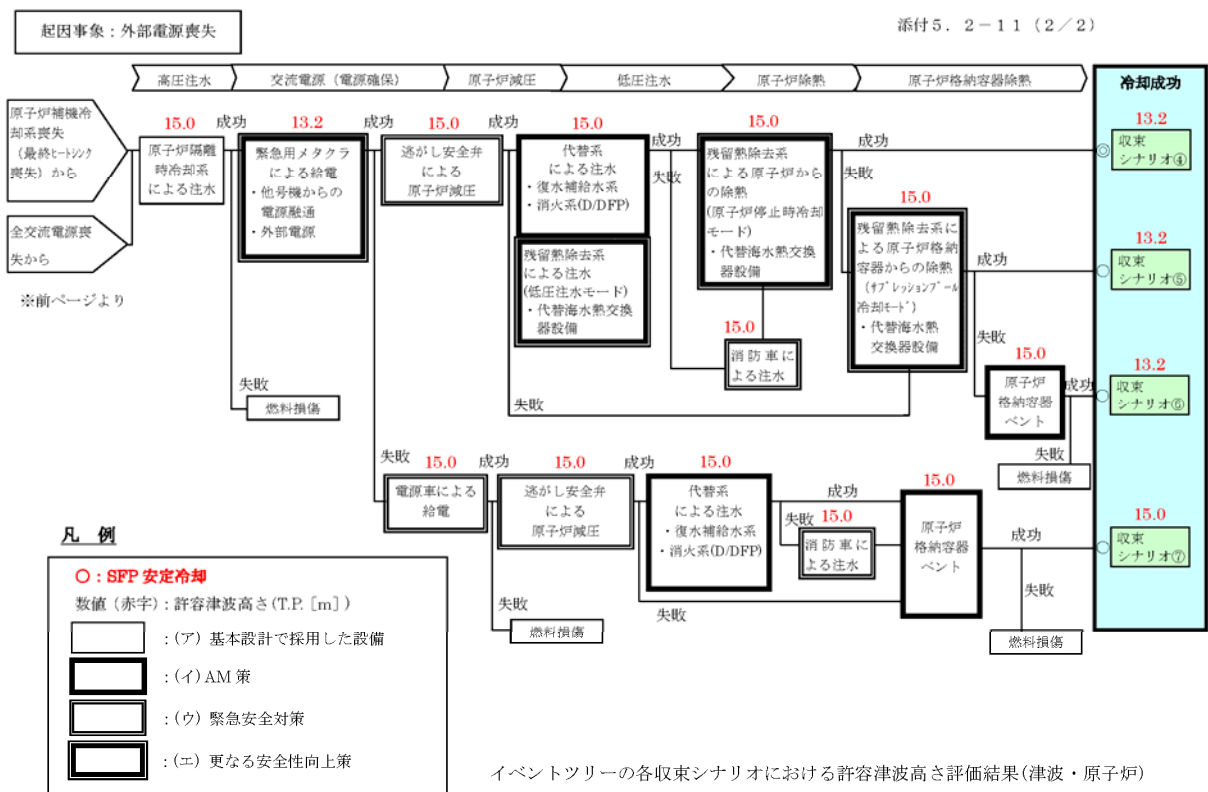 起因事象：外部電源喪失
添付５．２－１１（２／２）
高圧注水
交流電源（電源確保）
原子炉減圧
低圧注水
原子炉除熱
原子炉格納容器除熱
冷却成功
原子炉補機冷
却系喪失
（最終ﾋｰﾄｼﾝｸ
喪失）から
全交流電源喪
失から
※前ページより
15.0
原子炉隔離
時冷却系
による注水
成功
13.2
緊急用メタクラ
による給電
・他号機からの
電源融通
・外部電源
失敗
燃料損傷
成功
15.0
逃がし安全弁
による
原子炉減圧
成功
15.0
代替系
による注水
・復水補給水系
・消火系(D/DFP)
残留熱除去系
による注水
(低圧注水モード)
・代替海水熱交換
器設備
成功
失敗
15.0
残留熱除去系
による原子炉から
の除熱
(原子炉停止時冷却
モード)
・代替海水熱交換
器設備
15.0
消防車に
よる注水
失敗
成功
失敗
15.0
残留熱除去系に
よる原子炉格納
容器からの除熱
（ｻﾌﾟﾚｯｼｮﾝﾌﾟｰﾙ
冷却ﾓｰﾄﾞ）
・代替海水熱
交換器設備
成功
失敗
15.0
原子炉
格納容器
ベント
成功
失敗
燃料損傷
13.2
収束
シナリオ④
13.2
収束
シナリオ⑤
13.2
収束
シナリオ⑥
失敗
15.0
電源車による
給電
成功
失敗
燃料損傷
15.0
逃がし安全弁
による
原子炉減圧
成功
失敗
15.0
代替系
による注水
・復水補給水系
・消火系(D/DFP)
成功
失敗
15.0
消防車に
よる注水
15.0
原子炉
格納容器
ベント
成功
失敗
燃料損傷
15.0
収束
シナリオ⑦
凡 例
○：SFP 安定冷却
数値（赤字）：許容津波高さ(T.P.［m］)
：(ア) 基本設計で採用した設備
：(イ) AM 策
：(ウ) 緊急安全対策
：(エ) 更なる安全性向上策
イベントツリーの各収束シナリオにおける許容津波高さ評価結果(津波・原子炉)